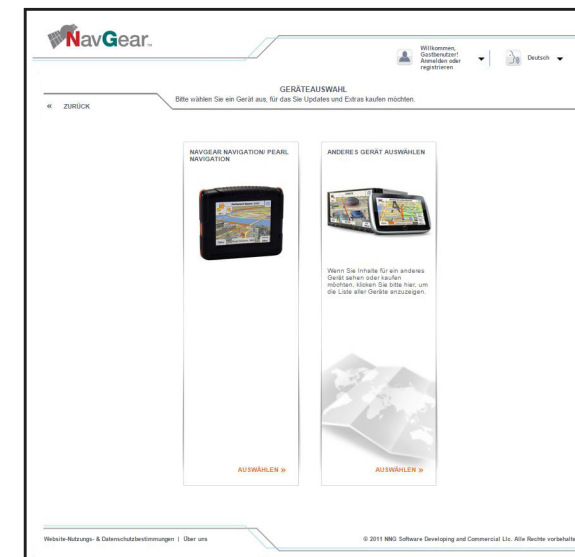 NavGear™
Willkommen,
Gastbenutzer!
Anmelden oder
registrieren
Deutsch
GERÄTEAUSWAHL
Bitte wählen Sie ein Gerät aus, für das Sie Updates und Extras kaufen möchten.
« ZURÜCK
NAVGEAR NAVIGATION/ PEARL
NAVIGATION
AUSWÄHLEN »
ANDERES GERÄT AUSWÄHLEN
Wenn Sie Inhalte für ein anderes
Gerät sehen oder kaufen
möchten, klicken Sie bitte hier, um
die Liste aller Geräte anzuzeigen.
AUSWÄHLEN »
Website-Nutzungs- & Datenschutzbestimmungen | Über uns
© 2011 NNG Software Developing and Commercial Llc. Alle Rechte vorbehalte